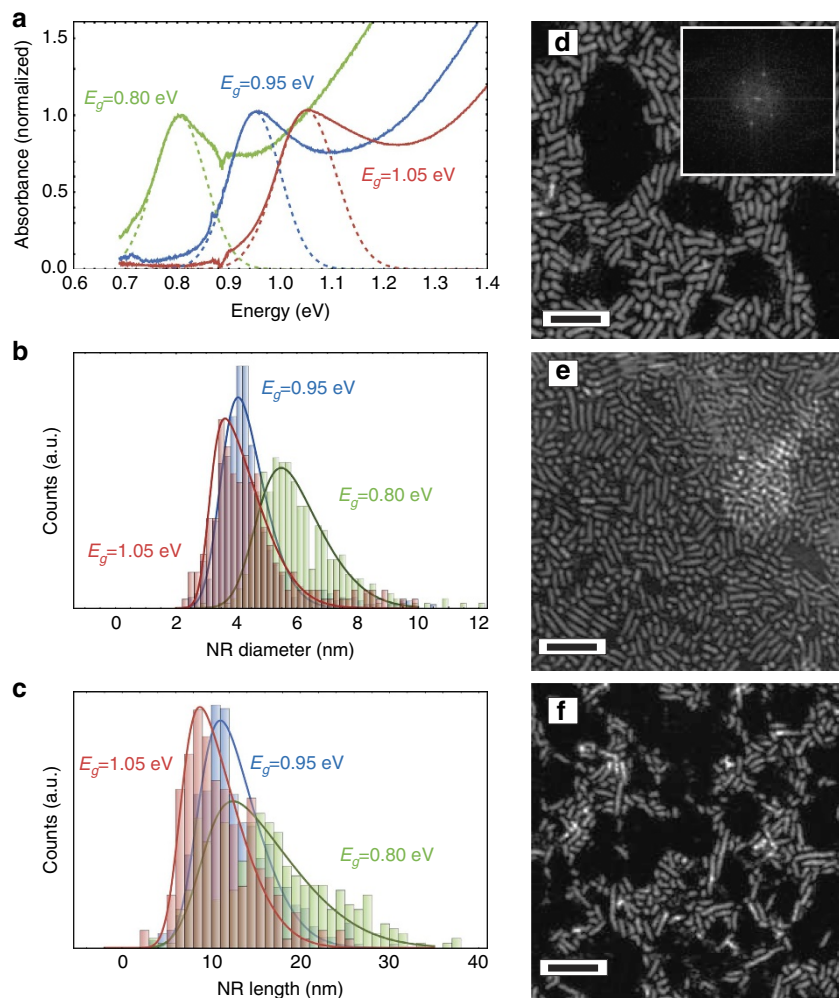 a
1.5
1.0
0.5
0.0
Absorbance (normalized)
Eg=0.80 eV
Eg=0.95 eV
Eg=1.05 eV
0.6 0.7 0.8 0.9 1.0 1.1 1.2 1.3 1.4
Energy (eV)
b
Counts (a.u.)
Eg=0.95 eV
Eg=0.80 eV
Eg=1.05 eV
0 2 4 6 8 10 12
NR diameter (nm)
c
Counts (a.u.)
Eg=1.05 eV
Eg=0.95 eV
Eg=0.80 eV
0 10 20 30 40
NR length (nm)
d
e
f